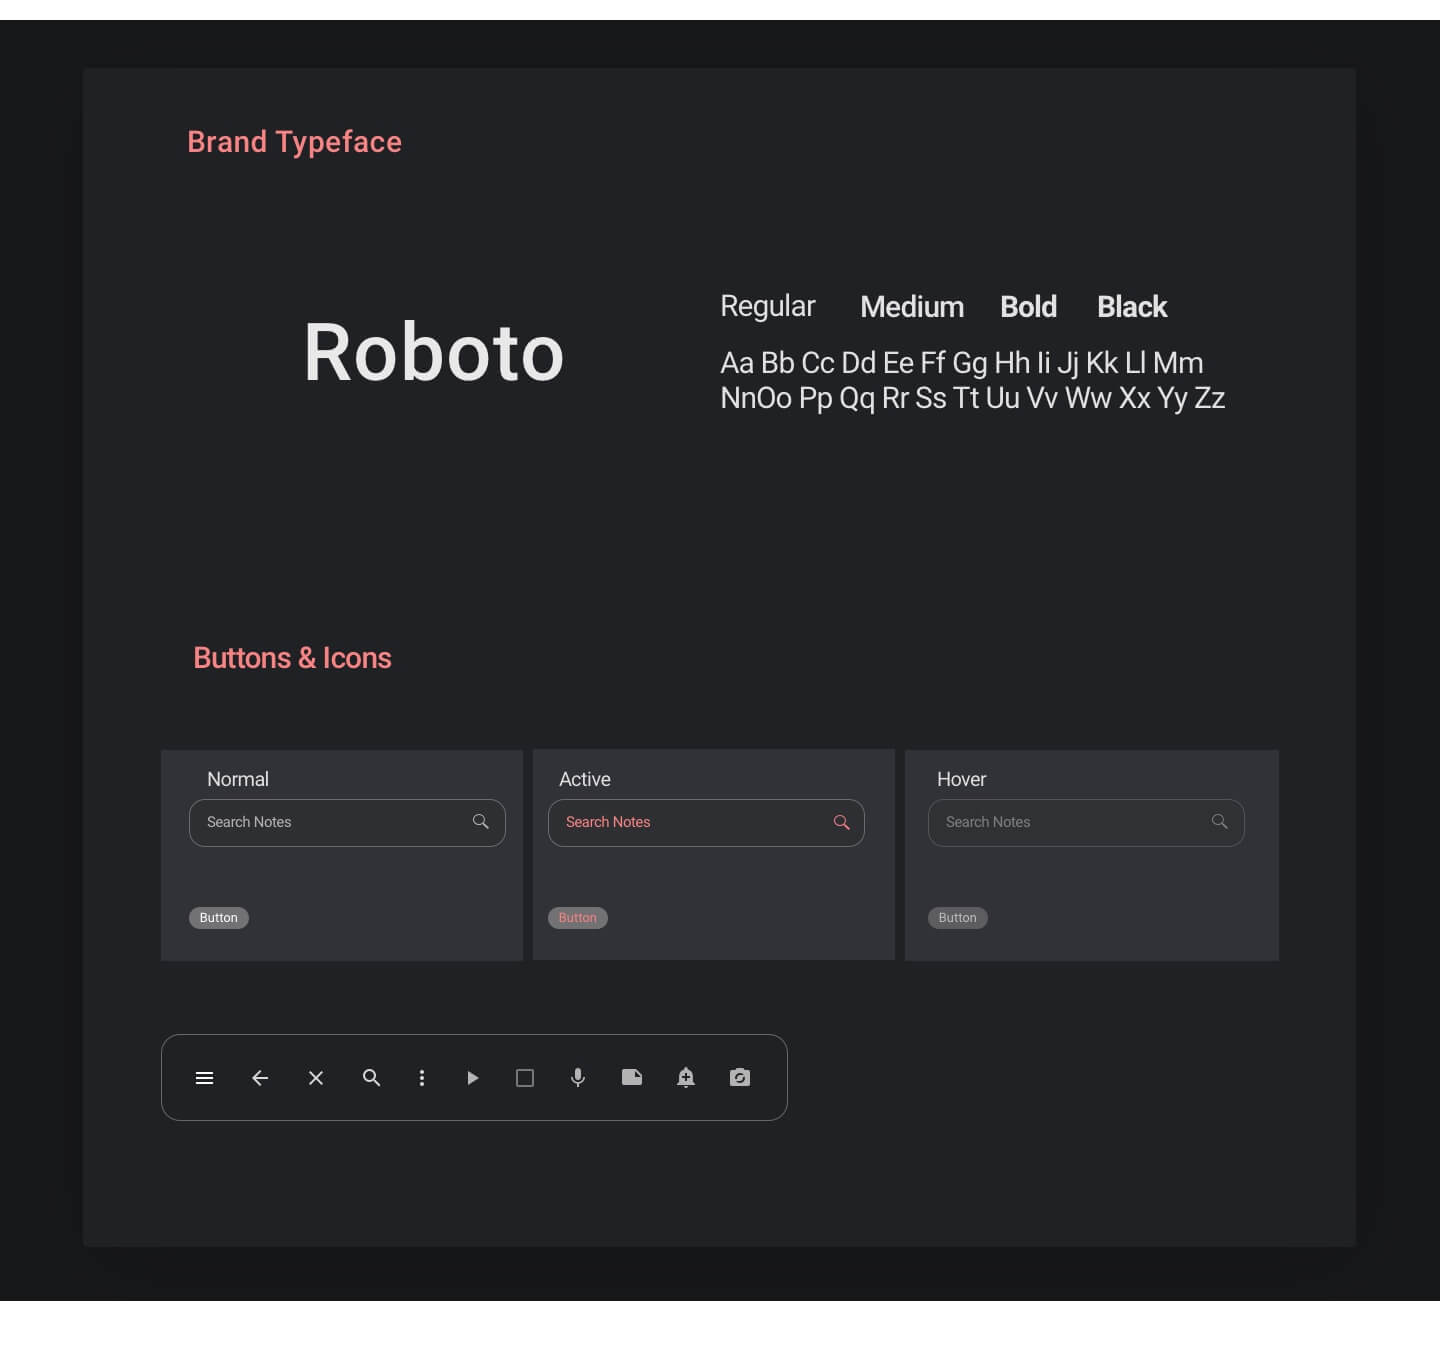 Brand Typeface
Roboto
Regular Medium Bold Black
Aa Bb Cc Dd Ee Ff Gg Hh Ii Jj Kk Ll Mm
NnOo Pp Qq Rr Ss Tt Uu Vv Ww Xx Yy Zz
Buttons & Icons
Normal
Search Notes
Button
Active
Search Notes
Button
Hover
Search Notes
Button